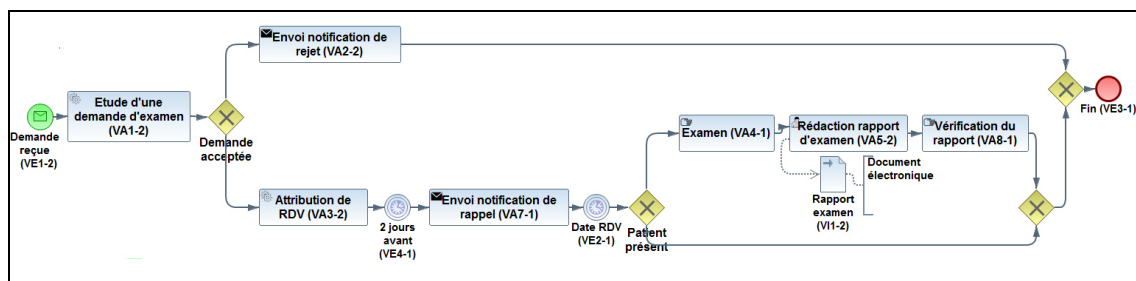 Envoi notification de
rejet (VA2-2)
Etude d'une
demande d'examen
(VA1-2)
Demande
reçue
(VE1-2)
Demande
acceptée
Fin (VE3-1)
Examen (VA4-1)
Rédaction rapport
d'examen (VA5-2)
Vérification du
rapport (VA8-1)
Document
électronique
Rapport
examen
(VI1-2)
Attribution de
RDV (VA3-2)
2 jours
avant
(VE4-1)
Envoi notification de
rappel (VA7-1)
Date RDV
(VE2-1)
Patient
présent